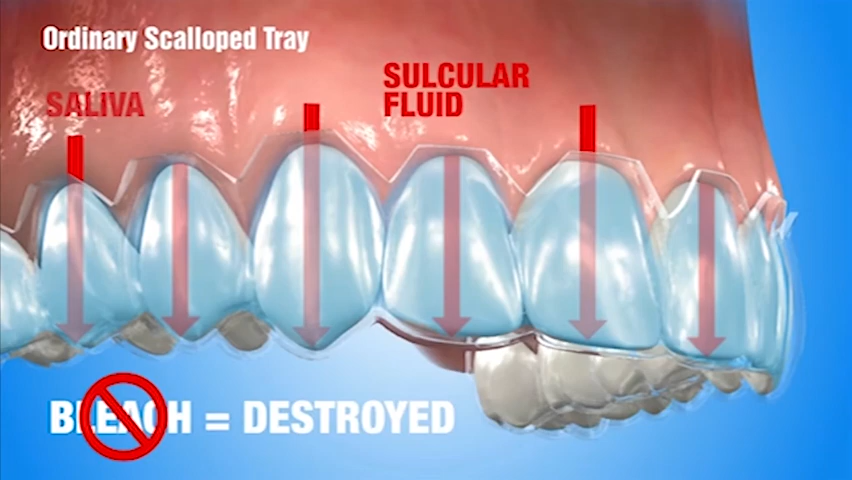 Ordinary Scalloped Tray
SALIVA
SULCULAR
FLUID
BLEACH = DESTROYED